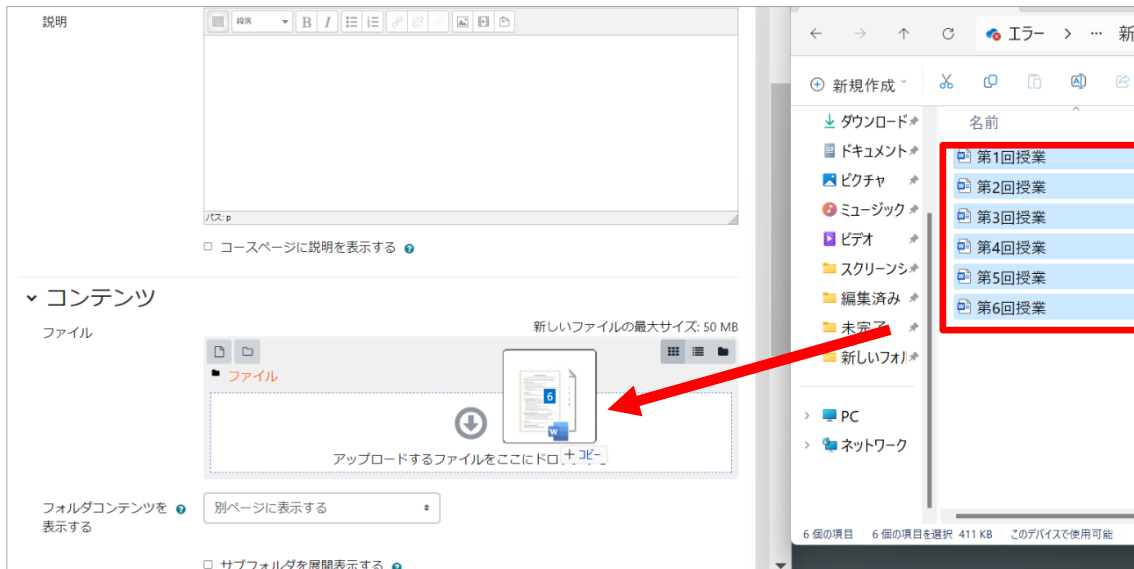 説明
段落
B I
パス: p
コースページに説明を表示する
コンテンツ
ファイル
新しいファイルの最大サイズ: 50 MB
ファイル
6
W
+ コピー
アップロードするファイルをここにドロ
フォルダコンテンツを表示する
別ページに表示する
サブフォルダを展開表示する
エラー > … 新
新規作成
ダウンロード
ドキュメント
ピクチャ
ミュージック
ビデオ
スクリーンシ
編集済み
未完了
新しいフォル
PC
ネットワーク
名前
第1回授業
第2回授業
第3回授業
第4回授業
第5回授業
第6回授業
6 個の項目 6 個の項目を選択 411 KB このデバイスで使用可能